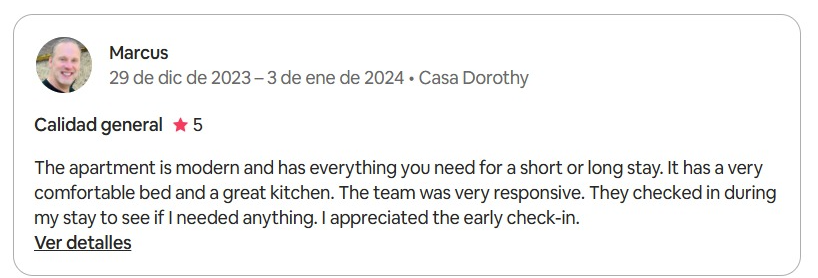 Marcus
29 de dic de 2023 – 3 de ene de 2024 • Casa Dorothy
Calidad general ★ 5
The apartment is modern and has everything you need for a short or long stay. It has a very
comfortable bed and a great kitchen. The team was very responsive. They checked in during
my stay to see if I needed anything. I appreciated the early check-in.
Ver detalles